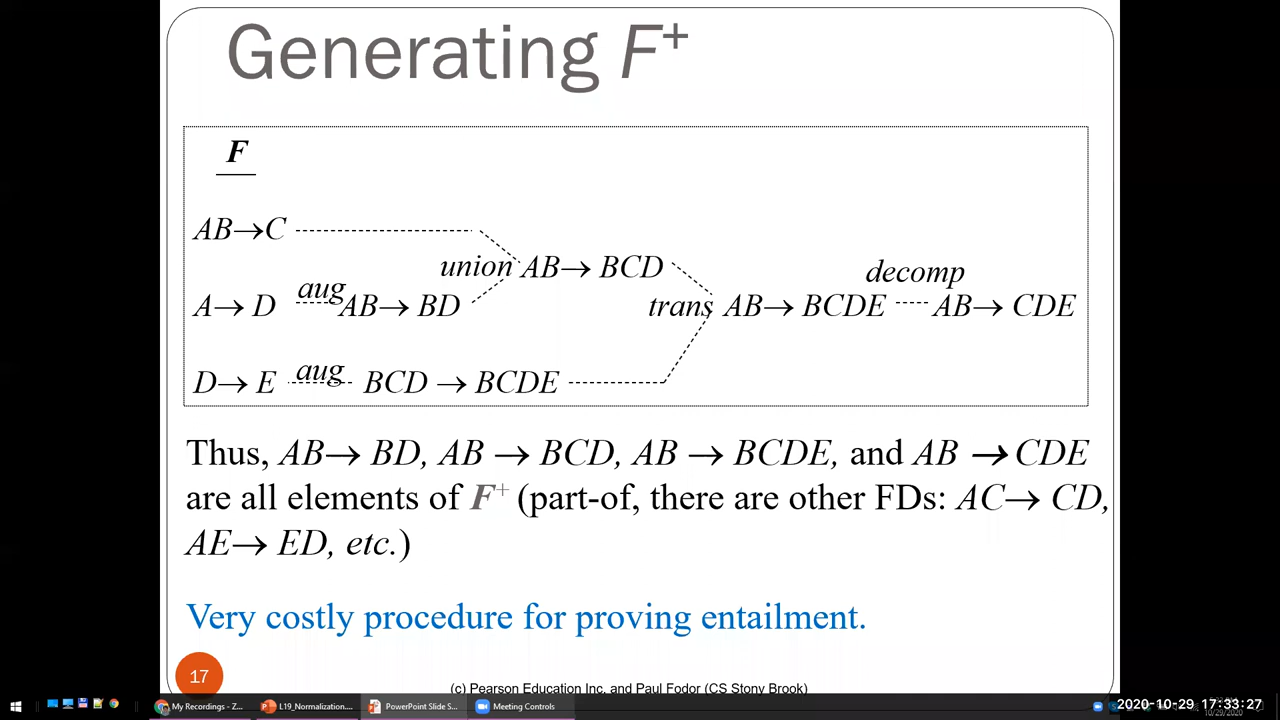 Generating F+
F
AB→C
union AB→ BCD
decomp
A→ D aug AB→ BD
trans AB→ BCDE
AB→ CDE
D→ E aug BCD → BCDE
Thus, AB→ BD, AB → BCD, AB → BCDE, and AB → CDE
are all elements of F+ (part-of, there are other FDs: AC→ CD,
AE→ ED, etc.)
Very costly procedure for proving entailment.
17
(c) Pearson Education Inc. and Paul Fodor (CS Stony Brook)
My Recordings - Z... L19_Normalization.... PowerPoint Slide S... Meeting Controls
2020-10-29 17:33:27